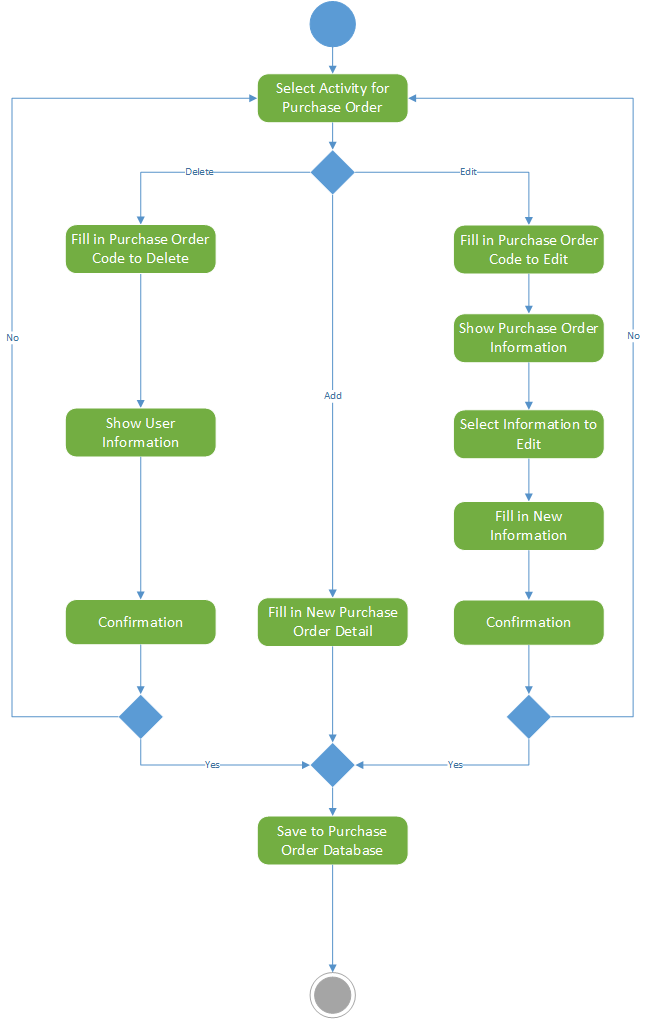 Select Activity for
Purchase Order
Delete
Edit
Fill in Purchase Order
Code to Delete
Fill in Purchase Order
Code to Edit
No
Show Purchase Order
Information
No
Add
Show User
Information
Select Information to
Edit
Fill in New
Information
Confirmation
Fill in New Purchase
Order Detail
Confirmation
Yes
Yes
Save to Purchase
Order Database